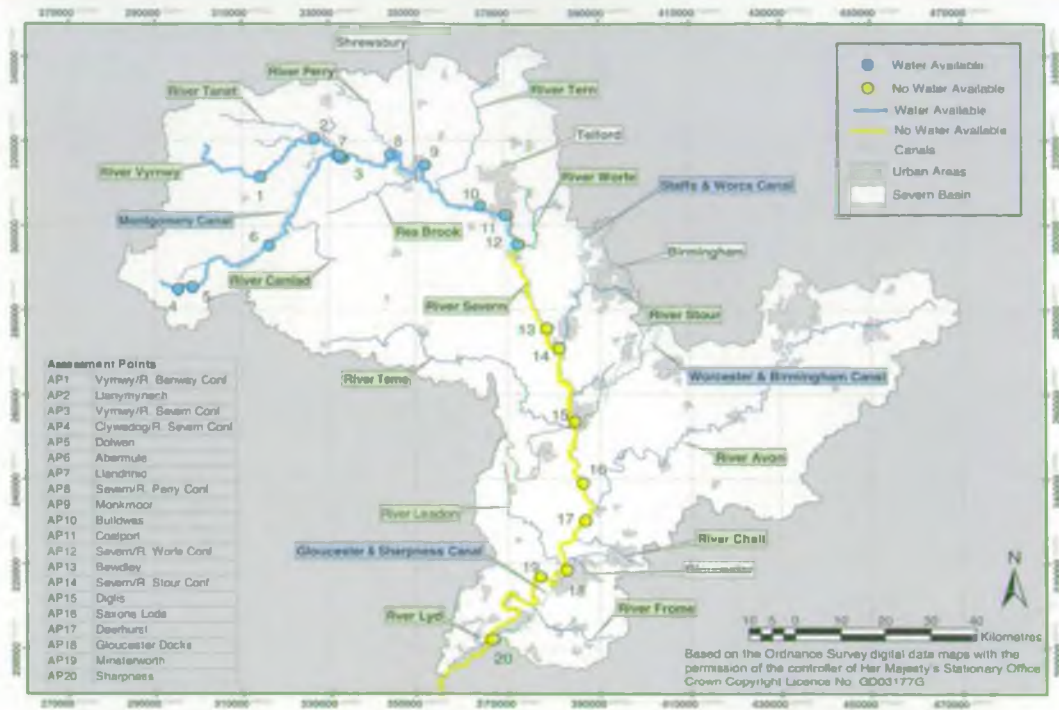 Shrewsbury
River Perry
River Tanat
River Tern
Telford
River Vyrnwy
River Worfe
Staffs & Worcs Canal
Montgomery Canal
Rea Brook
Birmingham
River Camlad
River Severn
River Stour
River Teme
Worcester & Birmingham Canal
River Avon
River Leadon
River Chelt
Gloucester & Sharpness Canal
Gloucester
River Lyd
River Frome
1
2
3
4
5
6
7
8
9
10
11
12
13
14
15
16
17
18
19
20
Water Available
No Water Available
Water Available
No Water Available
Canals
Urban Areas
Severn Basin
Assessment Points
AP1 Vyrnwy/R. Banwy Conf
AP2 Llanymynech
AP3 Vyrnwy/R. Severn Conf
AP4 Clywedog/R. Severn Conf
AP5 Dolwen
AP6 Abermule
AP7 Llandrinio
AP8 Severn/R. Perry Conf
AP9 Monkmoor
AP10 Buildwas
AP11 Coalport
AP12 Severn/R. Worfe Conf
AP13 Bewdley
AP14 Severn/R. Stour Conf
AP15 Diglis
AP16 Saxons Lode
AP17 Deerhurst
AP18 Gloucester Docks
AP19 Minsterworth
AP20 Sharpness
N
10 5 0 10 20 30 40
Kilometres
Based on the Ordnance Survey digital data maps with the
permission of the controller of Her Majesty's Stationary Office
Crown Copyright Licence No. GD03177G